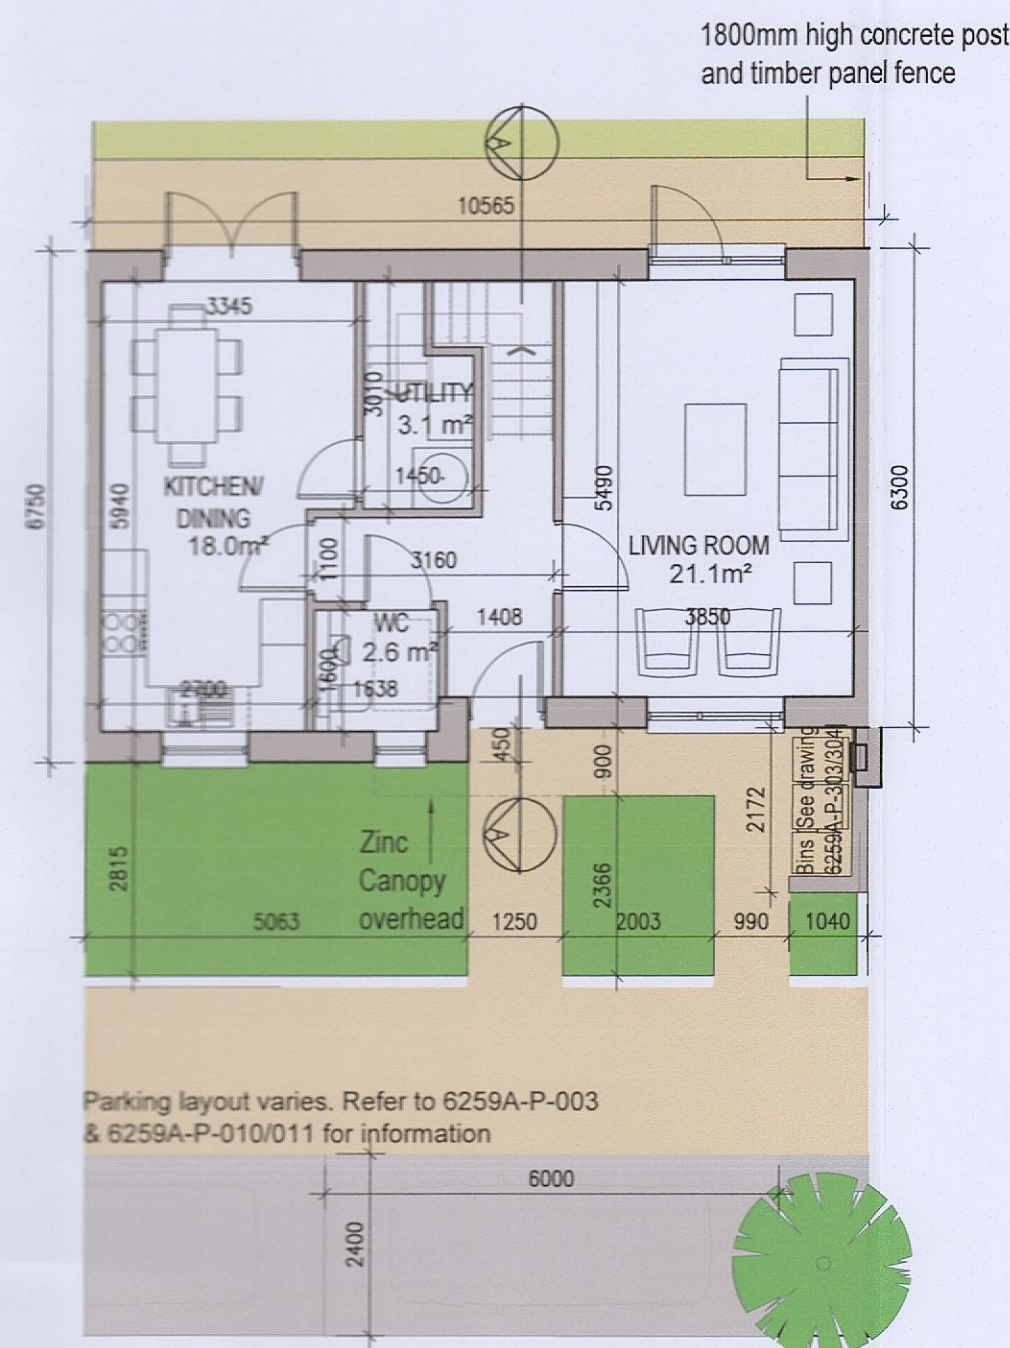 1800mm high concrete post
and timber panel fence
A
10565
3345
3010
UTILITY
3.1 m²
1450
KITCHEN/
DINING
18.0m²
6750
5940
5490
6300
LIVING ROOM
21.1m²
1100
3160
1408
3850
WC
2.6 m²
1600
2700
1638
450
900
2172
Bins See drawing
6259A-P-303/304
A
Zinc
Canopy
overhead
2815
2366
5063
1250
2003
990
1040
Parking layout varies. Refer to 6259A-P-003
& 6259A-P-010/011 for information
6000
2400